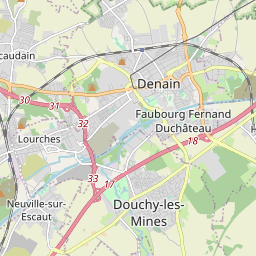 caudain
Denain
30
31
32
Faubourg Fernand
Duchâteau
Lourches
18
H
Neuville-sur-
Escaut
33
17
Douchy-les-
Mines